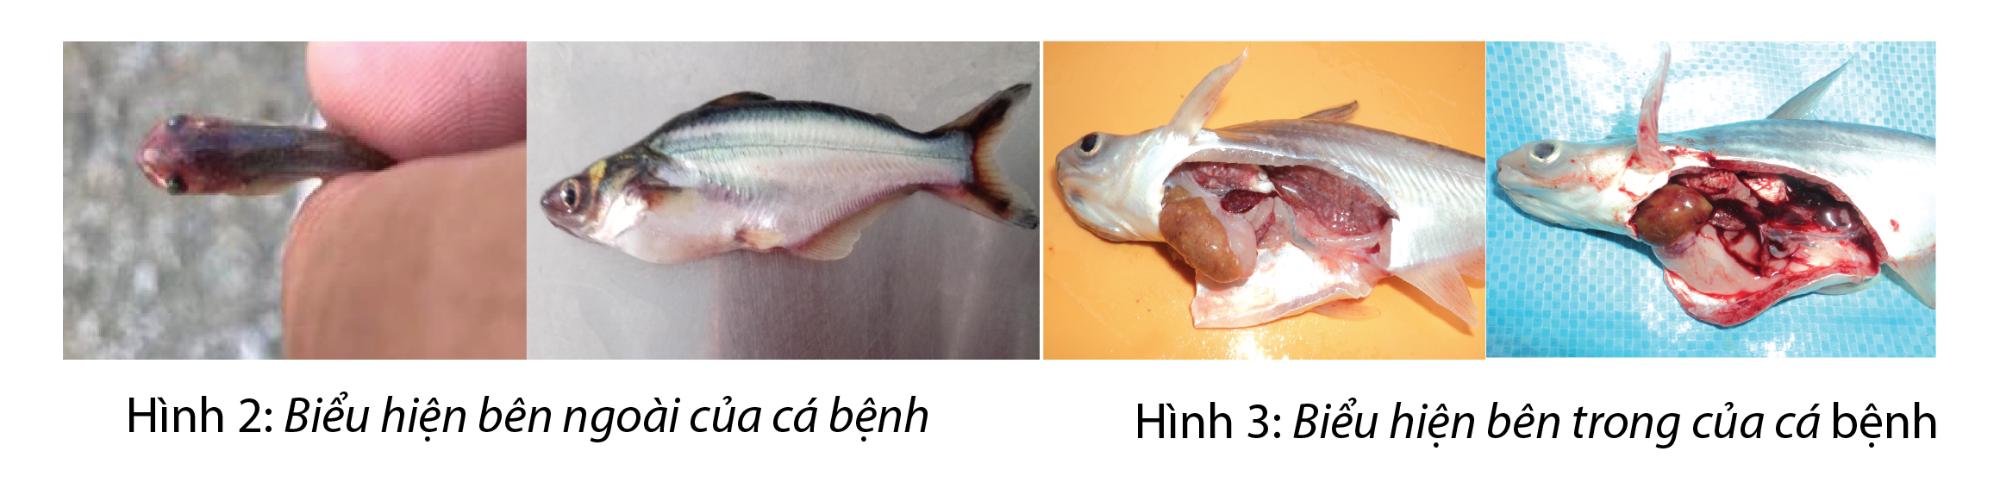 Hình 2: Biểu hiện bên ngoài của cá bệnh
Hình 3: Biểu hiện bên trong của cá bệnh